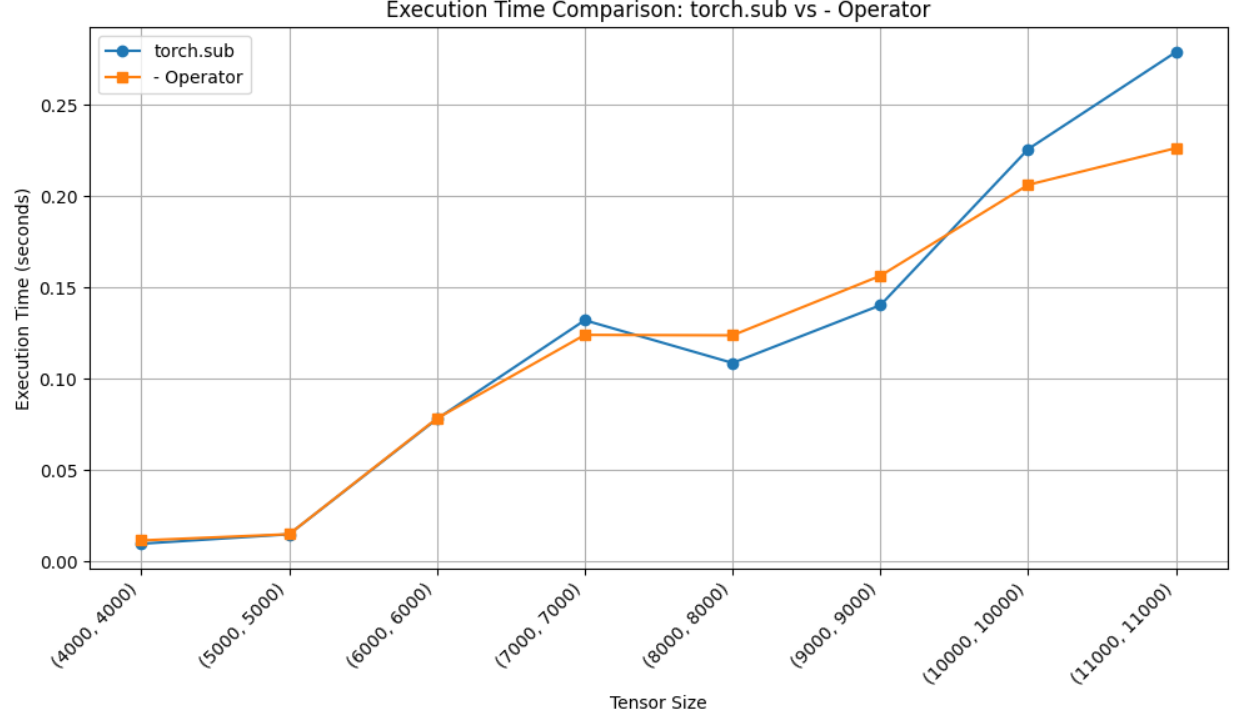 Execution Time Comparison: torch.sub vs - Operator
torch.sub
- Operator
Execution Time (seconds)
0.25
0.20
0.15
0.10
0.05
0.00
(4000, 4000)
(5000, 5000)
(6000, 6000)
(7000, 7000)
(8000, 8000)
(9000, 9000)
(10000, 10000)
(11000, 11000)
Tensor Size